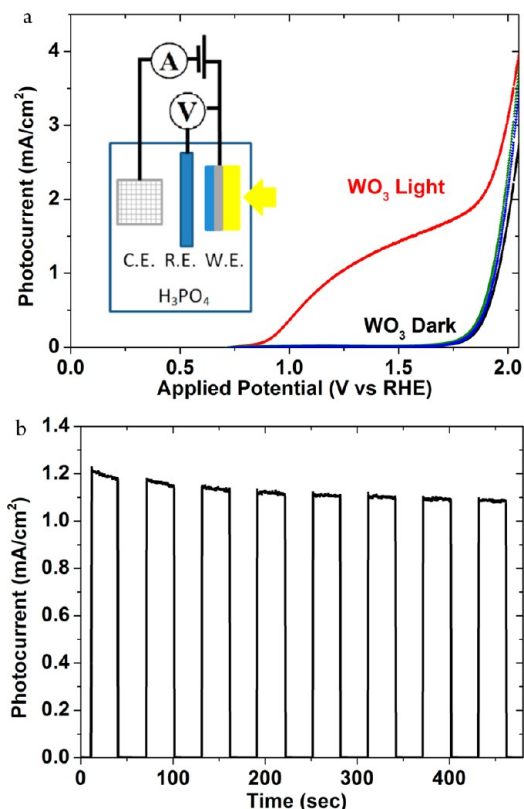 a
4
3
2
1
0
Photocurrent (mA/cm²)
A
V
C.E. R.E. W.E.
H₃PO₄
WO₃ Light
WO₃ Dark
0.0 0.5 1.0 1.5 2.0
Applied Potential (V vs RHE)
b
1.4
1.2
1.0
0.8
0.6
0.4
0.2
0.0
Photocurrent (mA/cm²)
0 100 200 300 400
Time (sec)